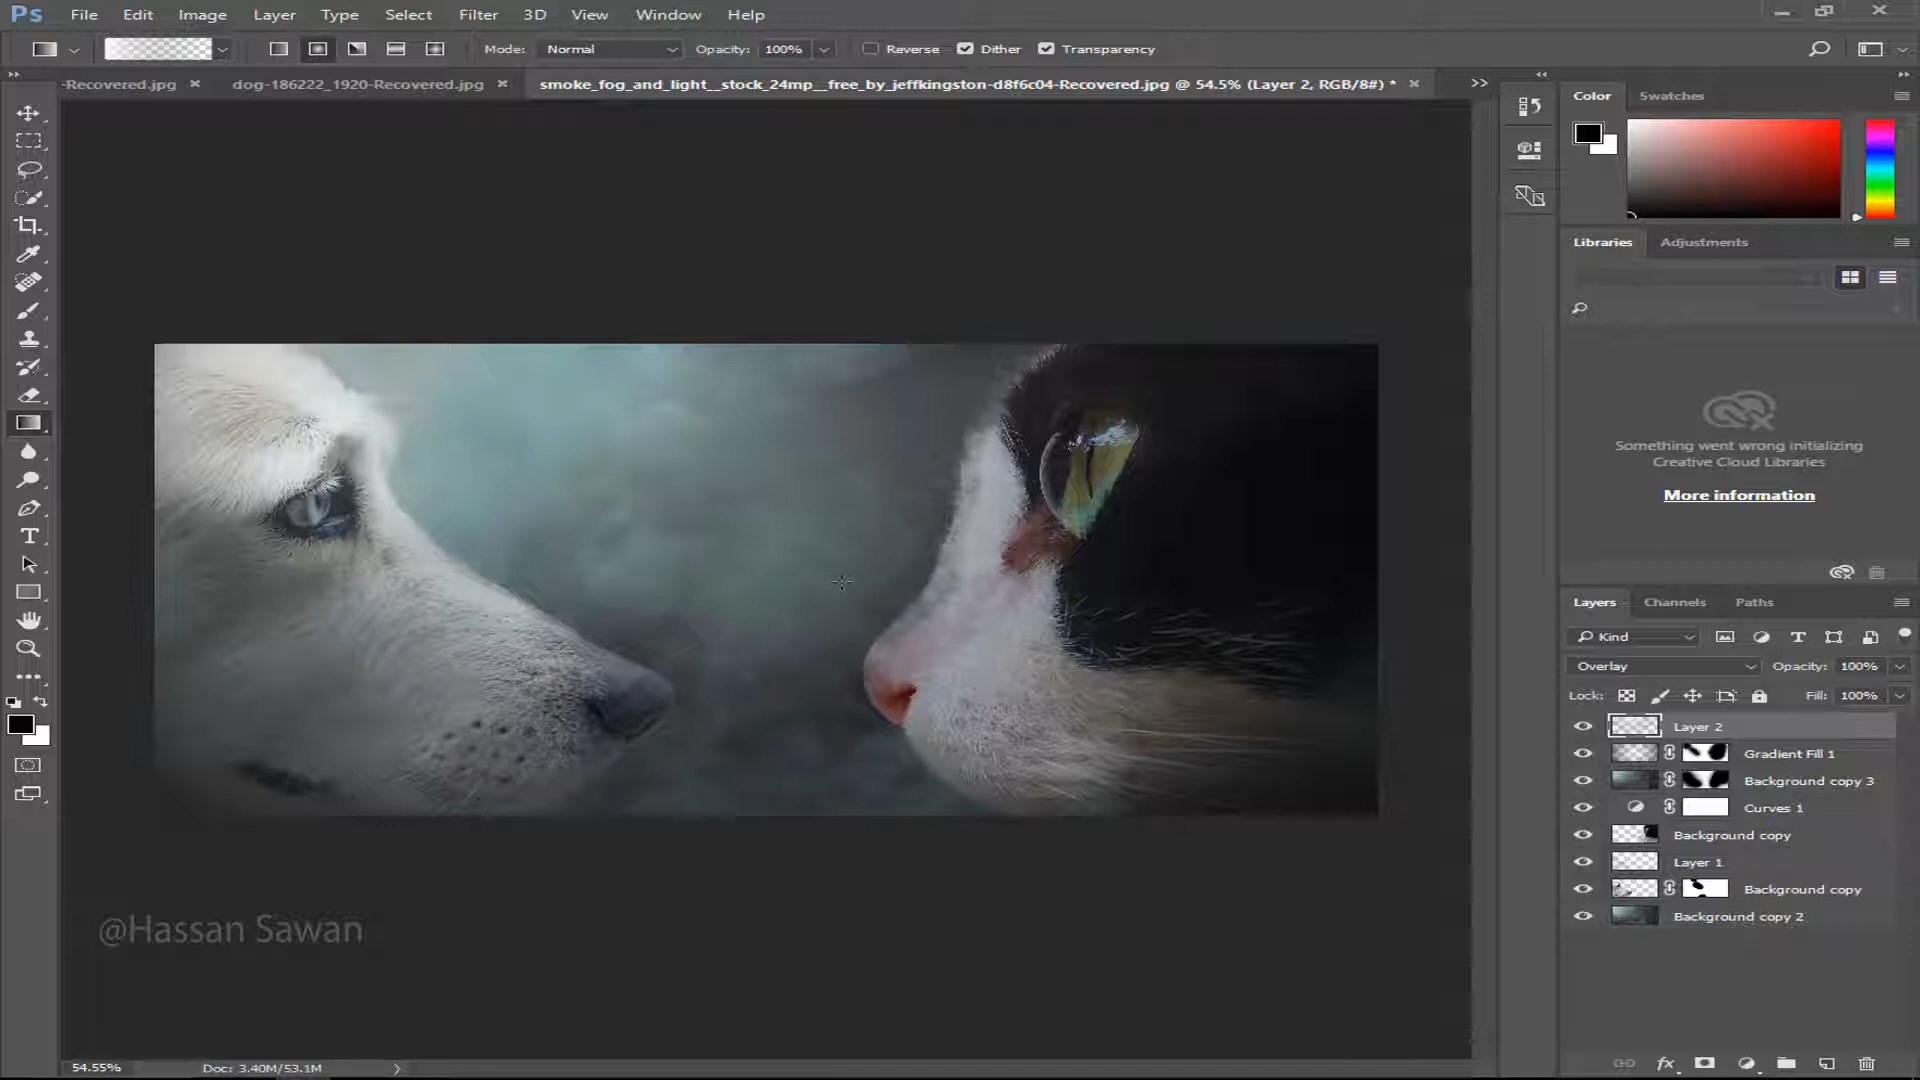 Ps File Edit Image Layer Type Select Filter 3D View Window Help
Mode: Normal Opacity: 100% Reverse Dither Transparency
-Recovered.jpg × dog-186222_1920-Recovered.jpg × smoke_fog_and_light__stock_24mp__free_by_jeffkingston-d8f6c04-Recovered.jpg @ 54.5% (Layer 2, RGB/8#) * ×
Color Swatches
Libraries Adjustments
Something went wrong initializing
Creative Cloud Libraries
More information
Layers Channels Paths
Kind
Overlay Opacity: 100%
Lock: Fill: 100%
Layer 2
Gradient Fill 1
Background copy 3
Curves 1
Background copy
Layer 1
Background copy
Background copy 2
@Hassan Sawan
54.55% Doc: 3.40M/53.1M
fx